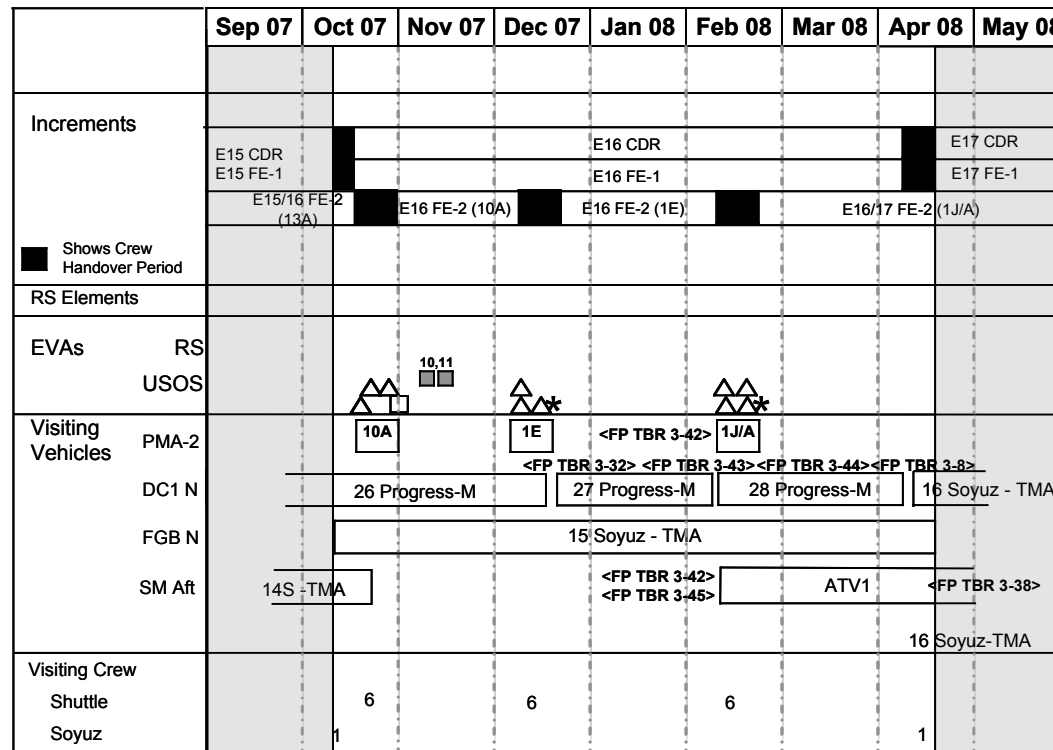 Sep 07 Oct 07 Nov 07 Dec 07 Jan 08 Feb 08 Mar 08 Apr 08 May 08
Increments
E15 CDR
E15 FE-1
E16 CDR
E16 FE-1
E17 CDR
E17 FE-1
E15/16 FE-2
(13A)
E16 FE-2 (10A)
E16 FE-2 (1E)
E16/17 FE-2 (1J/A)
Shows Crew
Handover Period
RS Elements
EVAs RS
10,11
USOS
*
*
Visiting
Vehicles
PMA-2
10A
1E
<FP TBR 3-42>
1J/A
<FP TBR 3-32> <FP TBR 3-43> <FP TBR 3-44> <FP TBR 3-8>
DC1 N
26 Progress-M
27 Progress-M
28 Progress-M
16 Soyuz - TMA
FGB N
15 Soyuz - TMA
SM Aft
14S -TMA
<FP TBR 3-42>
<FP TBR 3-45>
ATV1
<FP TBR 3-38>
16 Soyuz-TMA
Visiting Crew
Shuttle 6 6 6
Soyuz 1 1